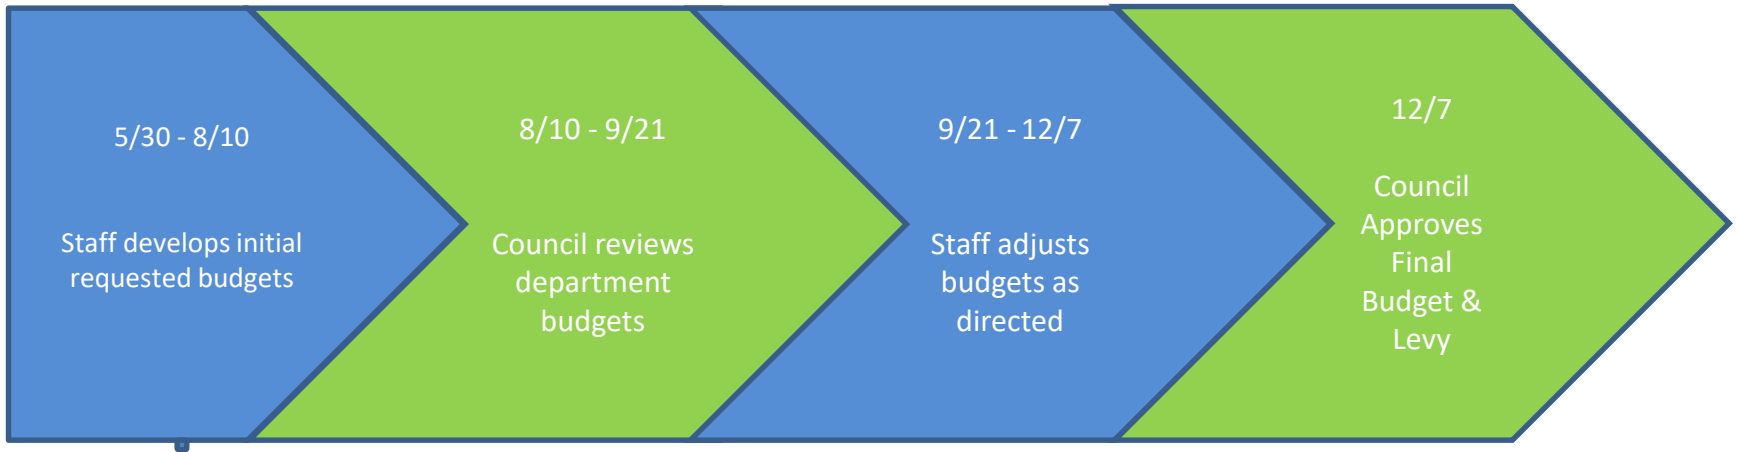 5/30 - 8/10
Staff develops initial
requested budgets
8/10 - 9/21
Council reviews
department
budgets
9/21 - 12/7
Staff adjusts
budgets as
directed
12/7
Council
Approves
Final
Budget &
Levy